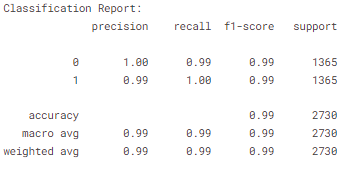 Classification Report:
precision recall f1-score support
0 1.00 0.99 0.99 1365
1 0.99 1.00 0.99 1365
accuracy 0.99 2730
macro avg 0.99 0.99 0.99 2730
weighted avg 0.99 0.99 0.99 2730